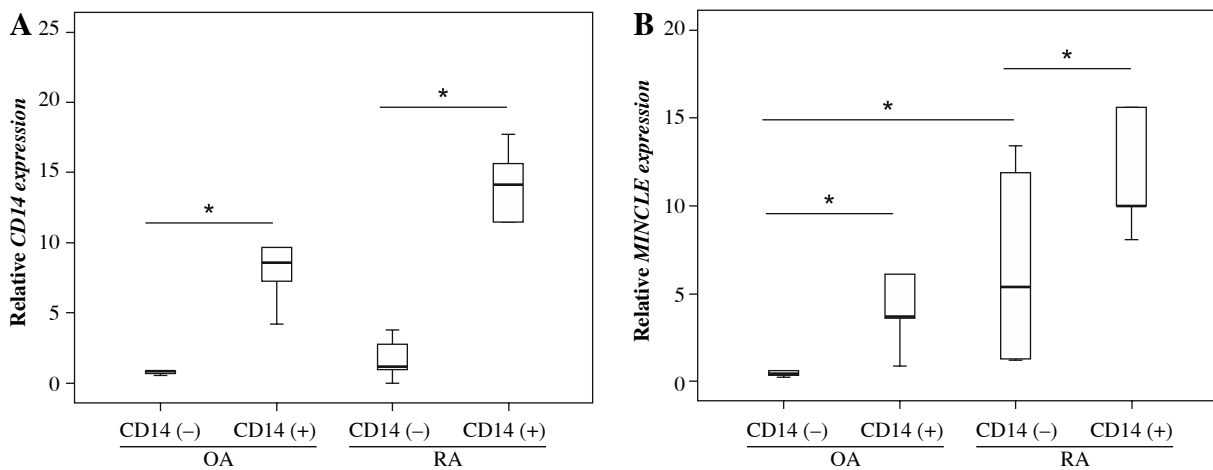 A
Relative CD14 expression
25
20
15
10
5
0
*
*
CD14 (–) CD14 (+) CD14 (–) CD14 (+)
OA RA
B
Relative MINCLE expression
20
15
10
5
0
*
*
*
CD14 (–) CD14 (+) CD14 (–) CD14 (+)
OA RA